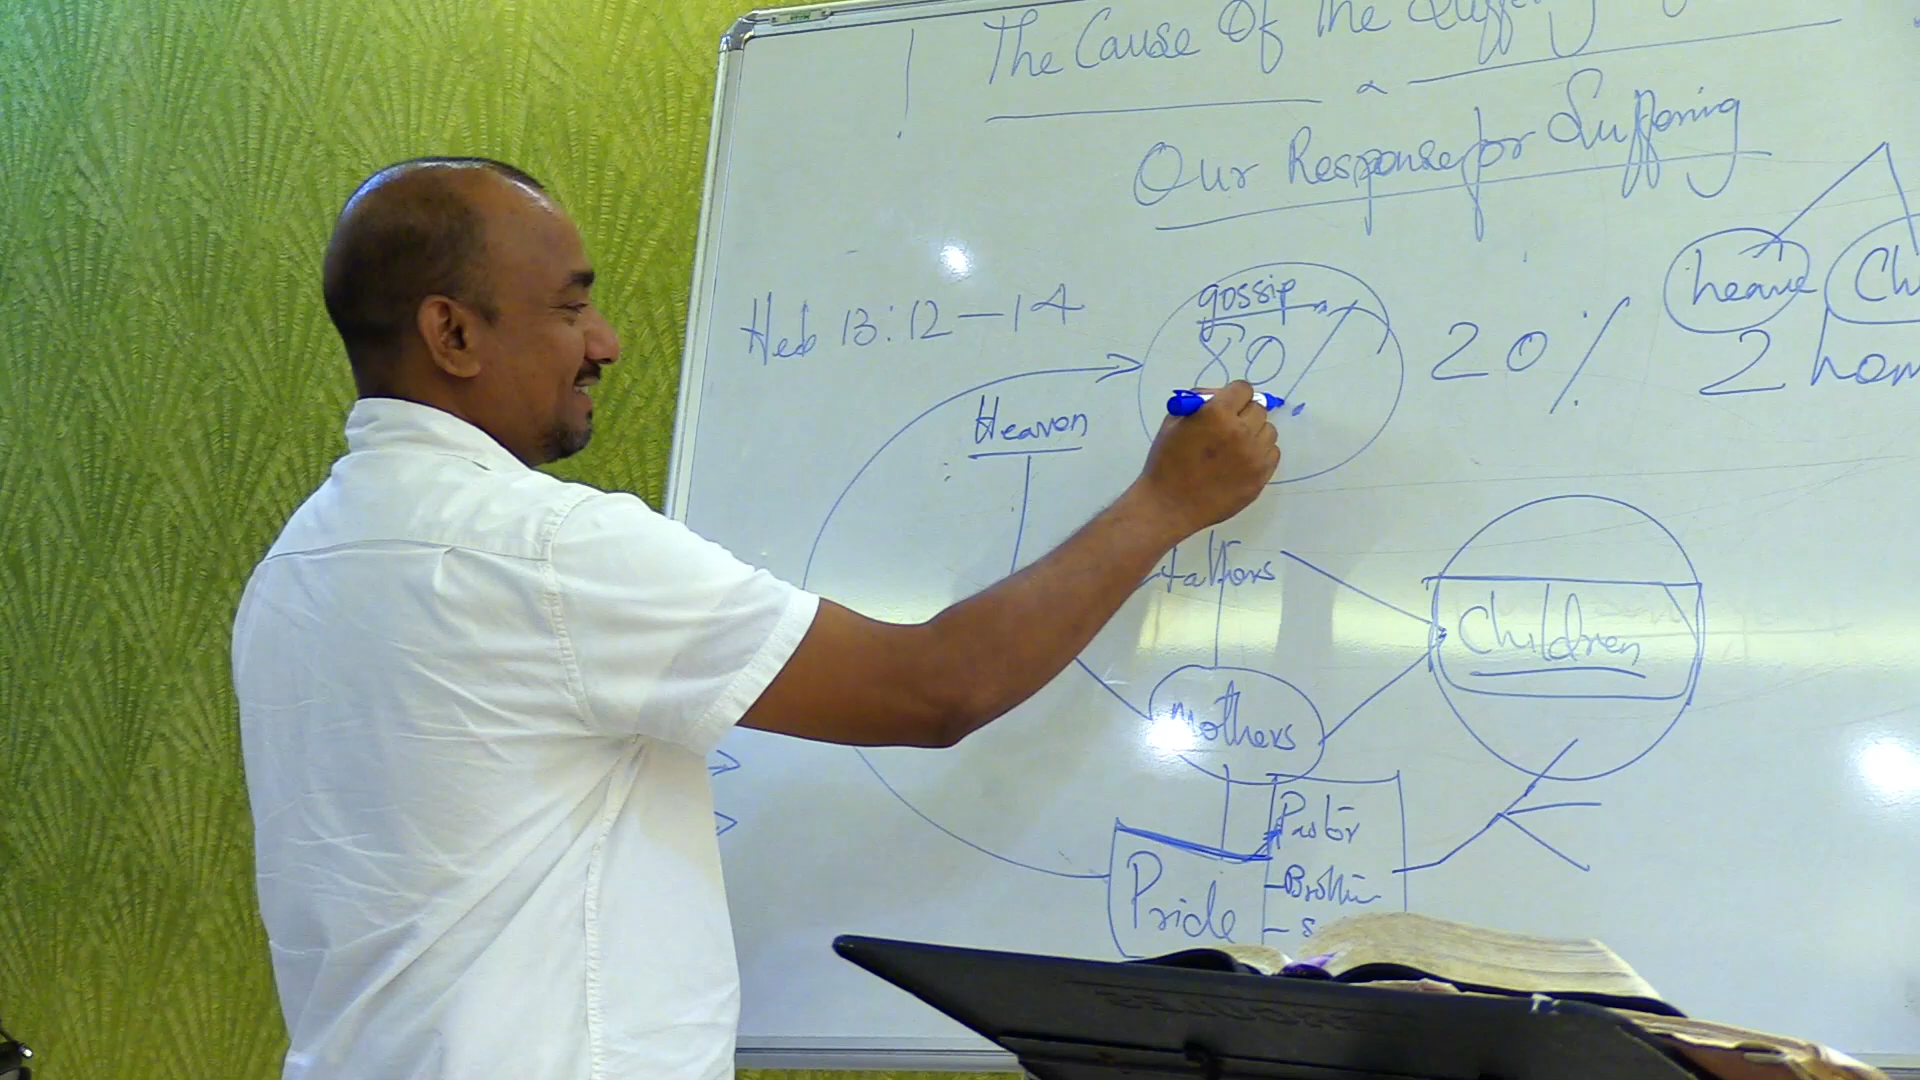 The Cause Of The
Our Response for Suffering
Heb 13:12-14
gossip
80%
20%
heave
Ch
2 hom
Heaven
fathers
Children
Mothers
Pastor
Pride